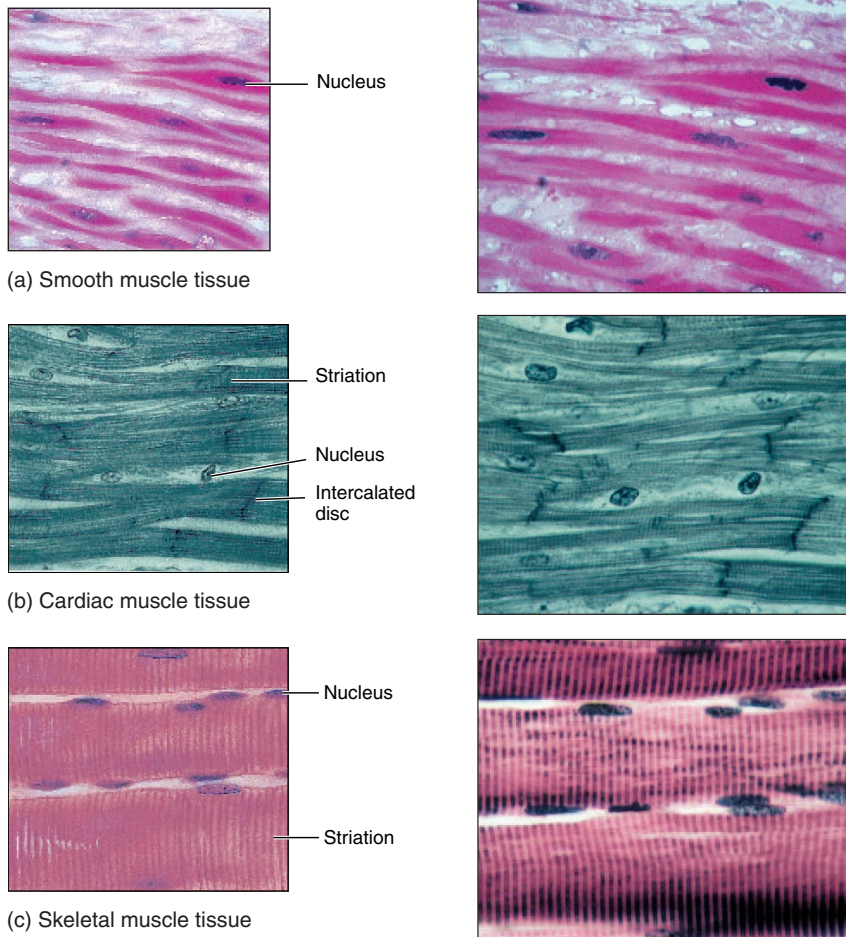 Nucleus
(a) Smooth muscle tissue
Striation
Nucleus
Intercalated
disc
(b) Cardiac muscle tissue
Nucleus
Striation
(c) Skeletal muscle tissue